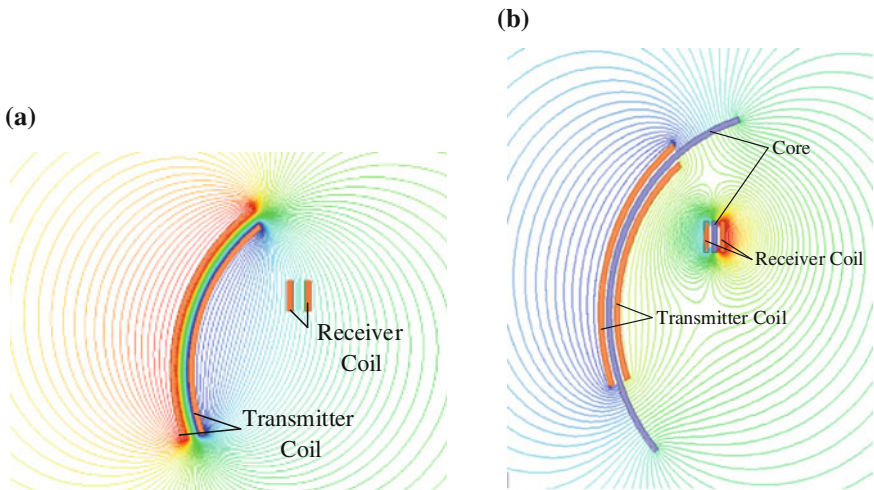 (a)
Receiver
Coil
Transmitter
Coil
(b)
Core
Receiver Coil
Transmitter Coil